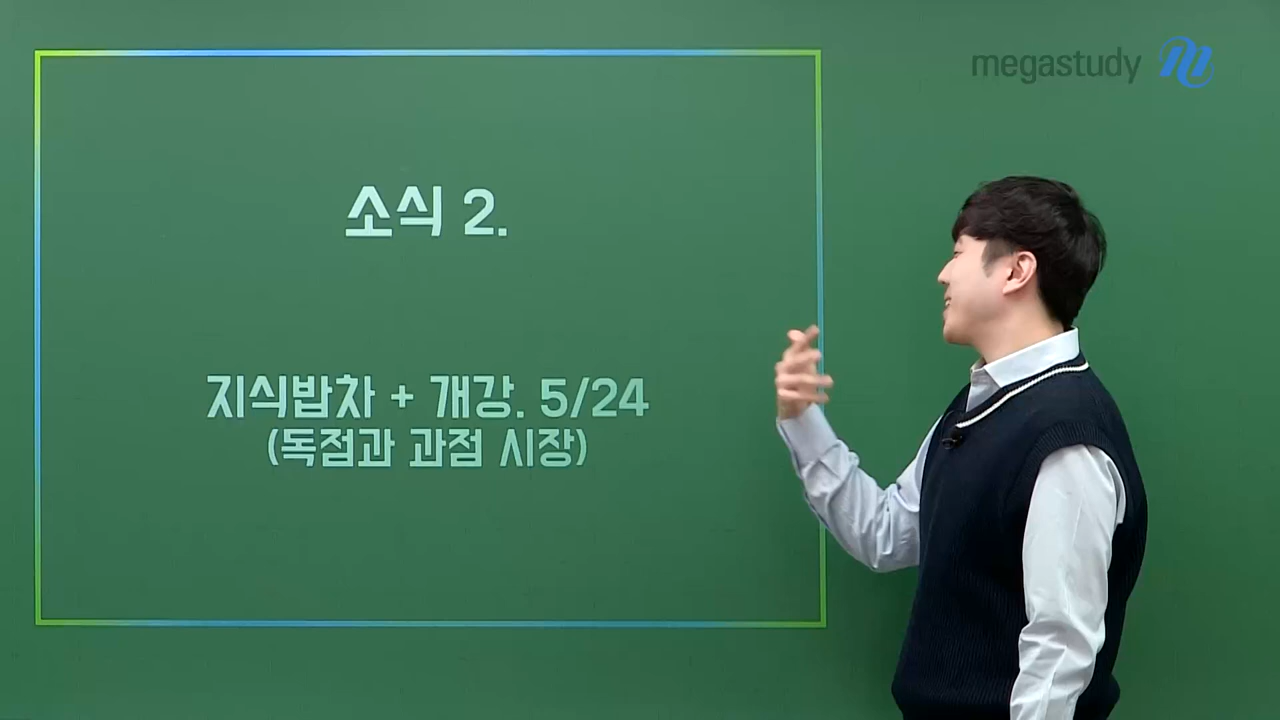 megastudy
소식 2.
지식밥차 + 개강. 5/24
(독점과 과점 시장)